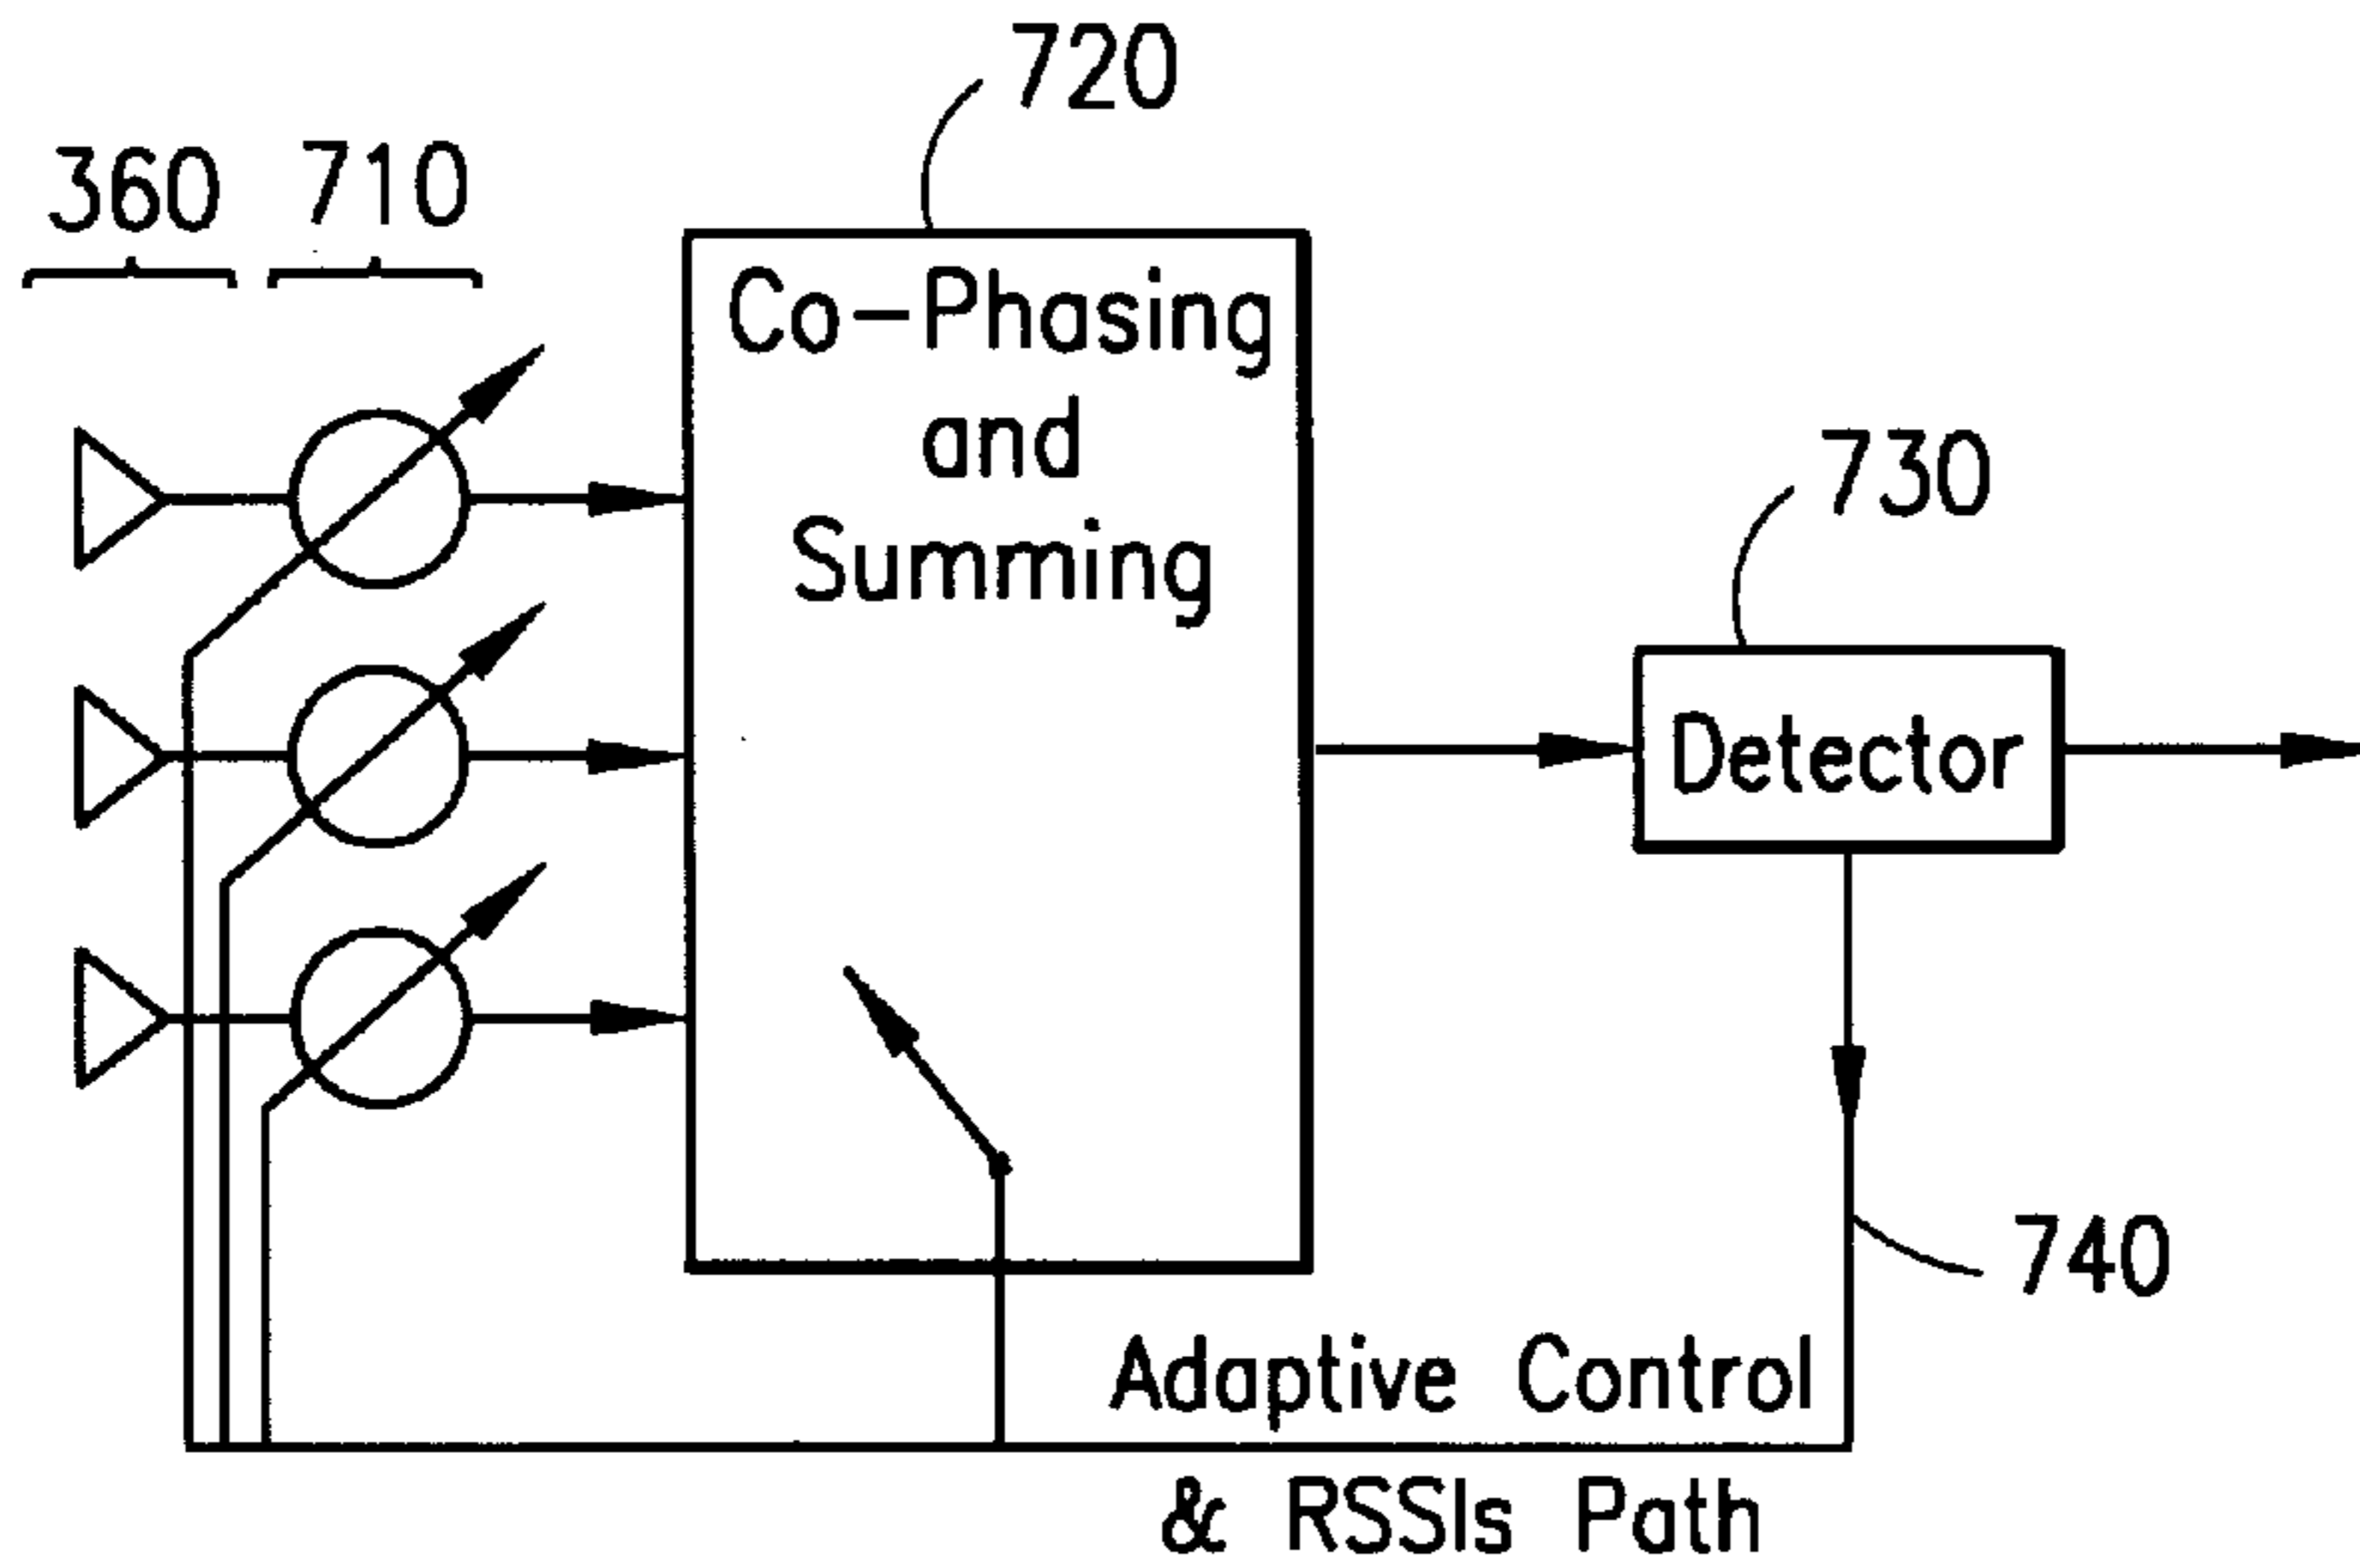 720
360 710
Co-Phasing
and
Summing
730
Detector
740
Adaptive Control
& RSSIs Path